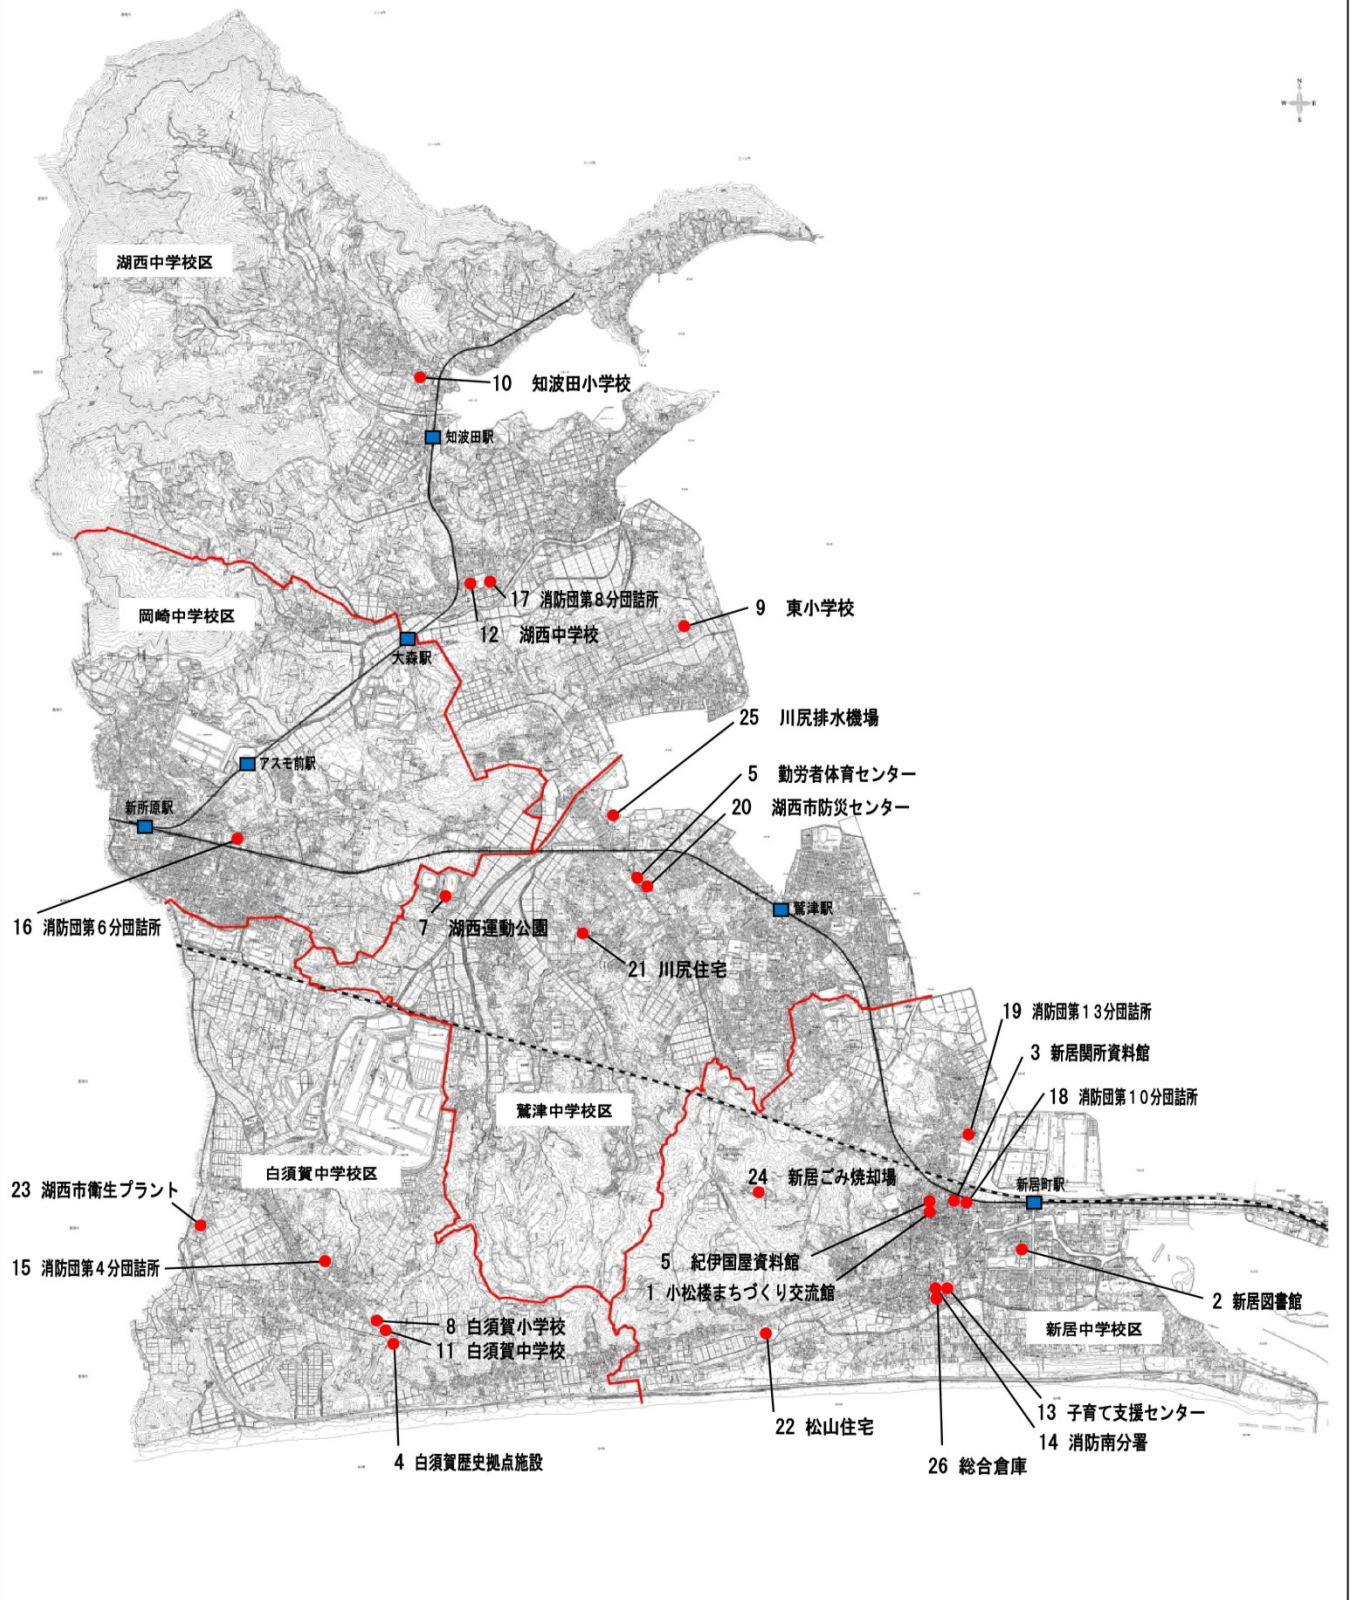 N
W E
S
湖西中学校区
10 知波田小学校
知波田駅
岡崎中学校区
17 消防団第8分団詰所
12 湖西中学校
9 東小学校
大森駅
25 川尻排水機場
アスモ前駅
5 勤労者体育センター
20 湖西市防災センター
新所原駅
16 消防団第6分団詰所
7 湖西運動公園
鷲津駅
21 川尻住宅
19 消防団第13分団詰所
3 新居関所資料館
18 消防団第10分団詰所
鷲津中学校区
白須賀中学校区
24 新居ごみ焼却場
新居町駅
23 湖西市衛生プラント
15 消防団第4分団詰所
5 紀伊国屋資料館
1 小松楼まちづくり交流館
2 新居図書館
8 白須賀小学校
11 白須賀中学校
新居中学校区
22 松山住宅
13 子育て支援センター
14 消防南分署
4 白須賀歴史拠点施設
26 総合倉庫